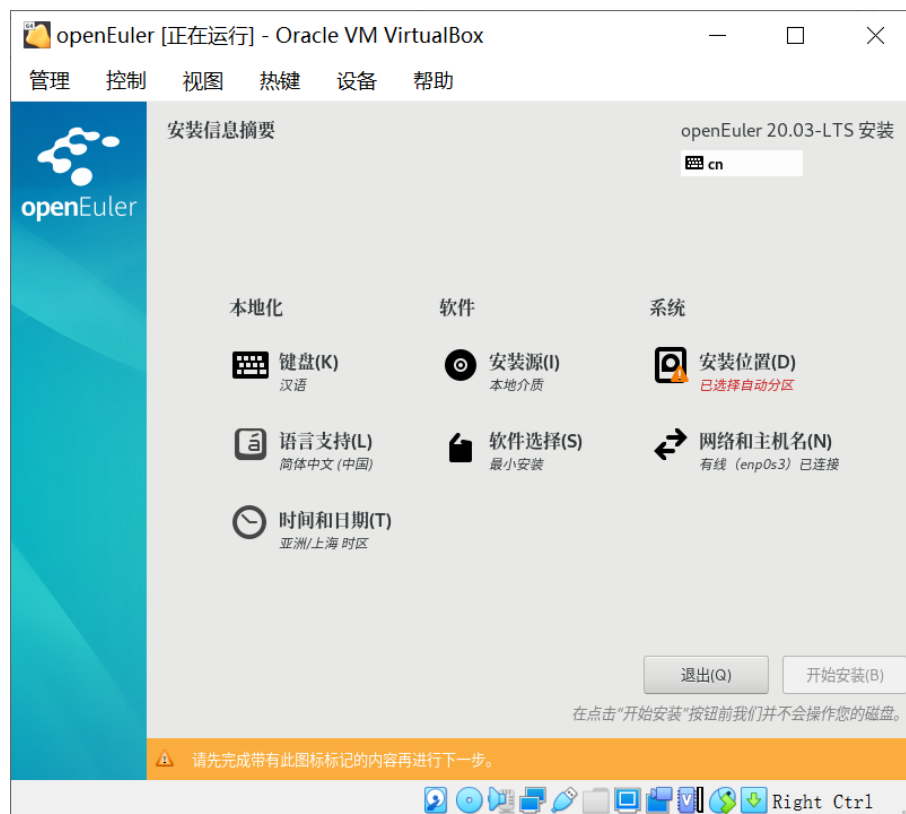 openEuler [正在运行] - Oracle VM VirtualBox
管理 控制 视图 热键 设备 帮助
openEuler
安装信息摘要
openEuler 20.03-LTS 安装
cn
本地化
键盘(K)
汉语
语言支持(L)
简体中文 (中国)
时间和日期(T)
亚洲/上海 时区
软件
安装源(I)
本地介质
软件选择(S)
最小安装
系统
安装位置(D)
已选择自动分区
网络和主机名(N)
有线（enp0s3）已连接
退出(Q)
开始安装(B)
在点击"开始安装"按钮前我们并不会操作您的磁盘。
请先完成带有此图标标记的内容再进行下一步。
Right Ctrl